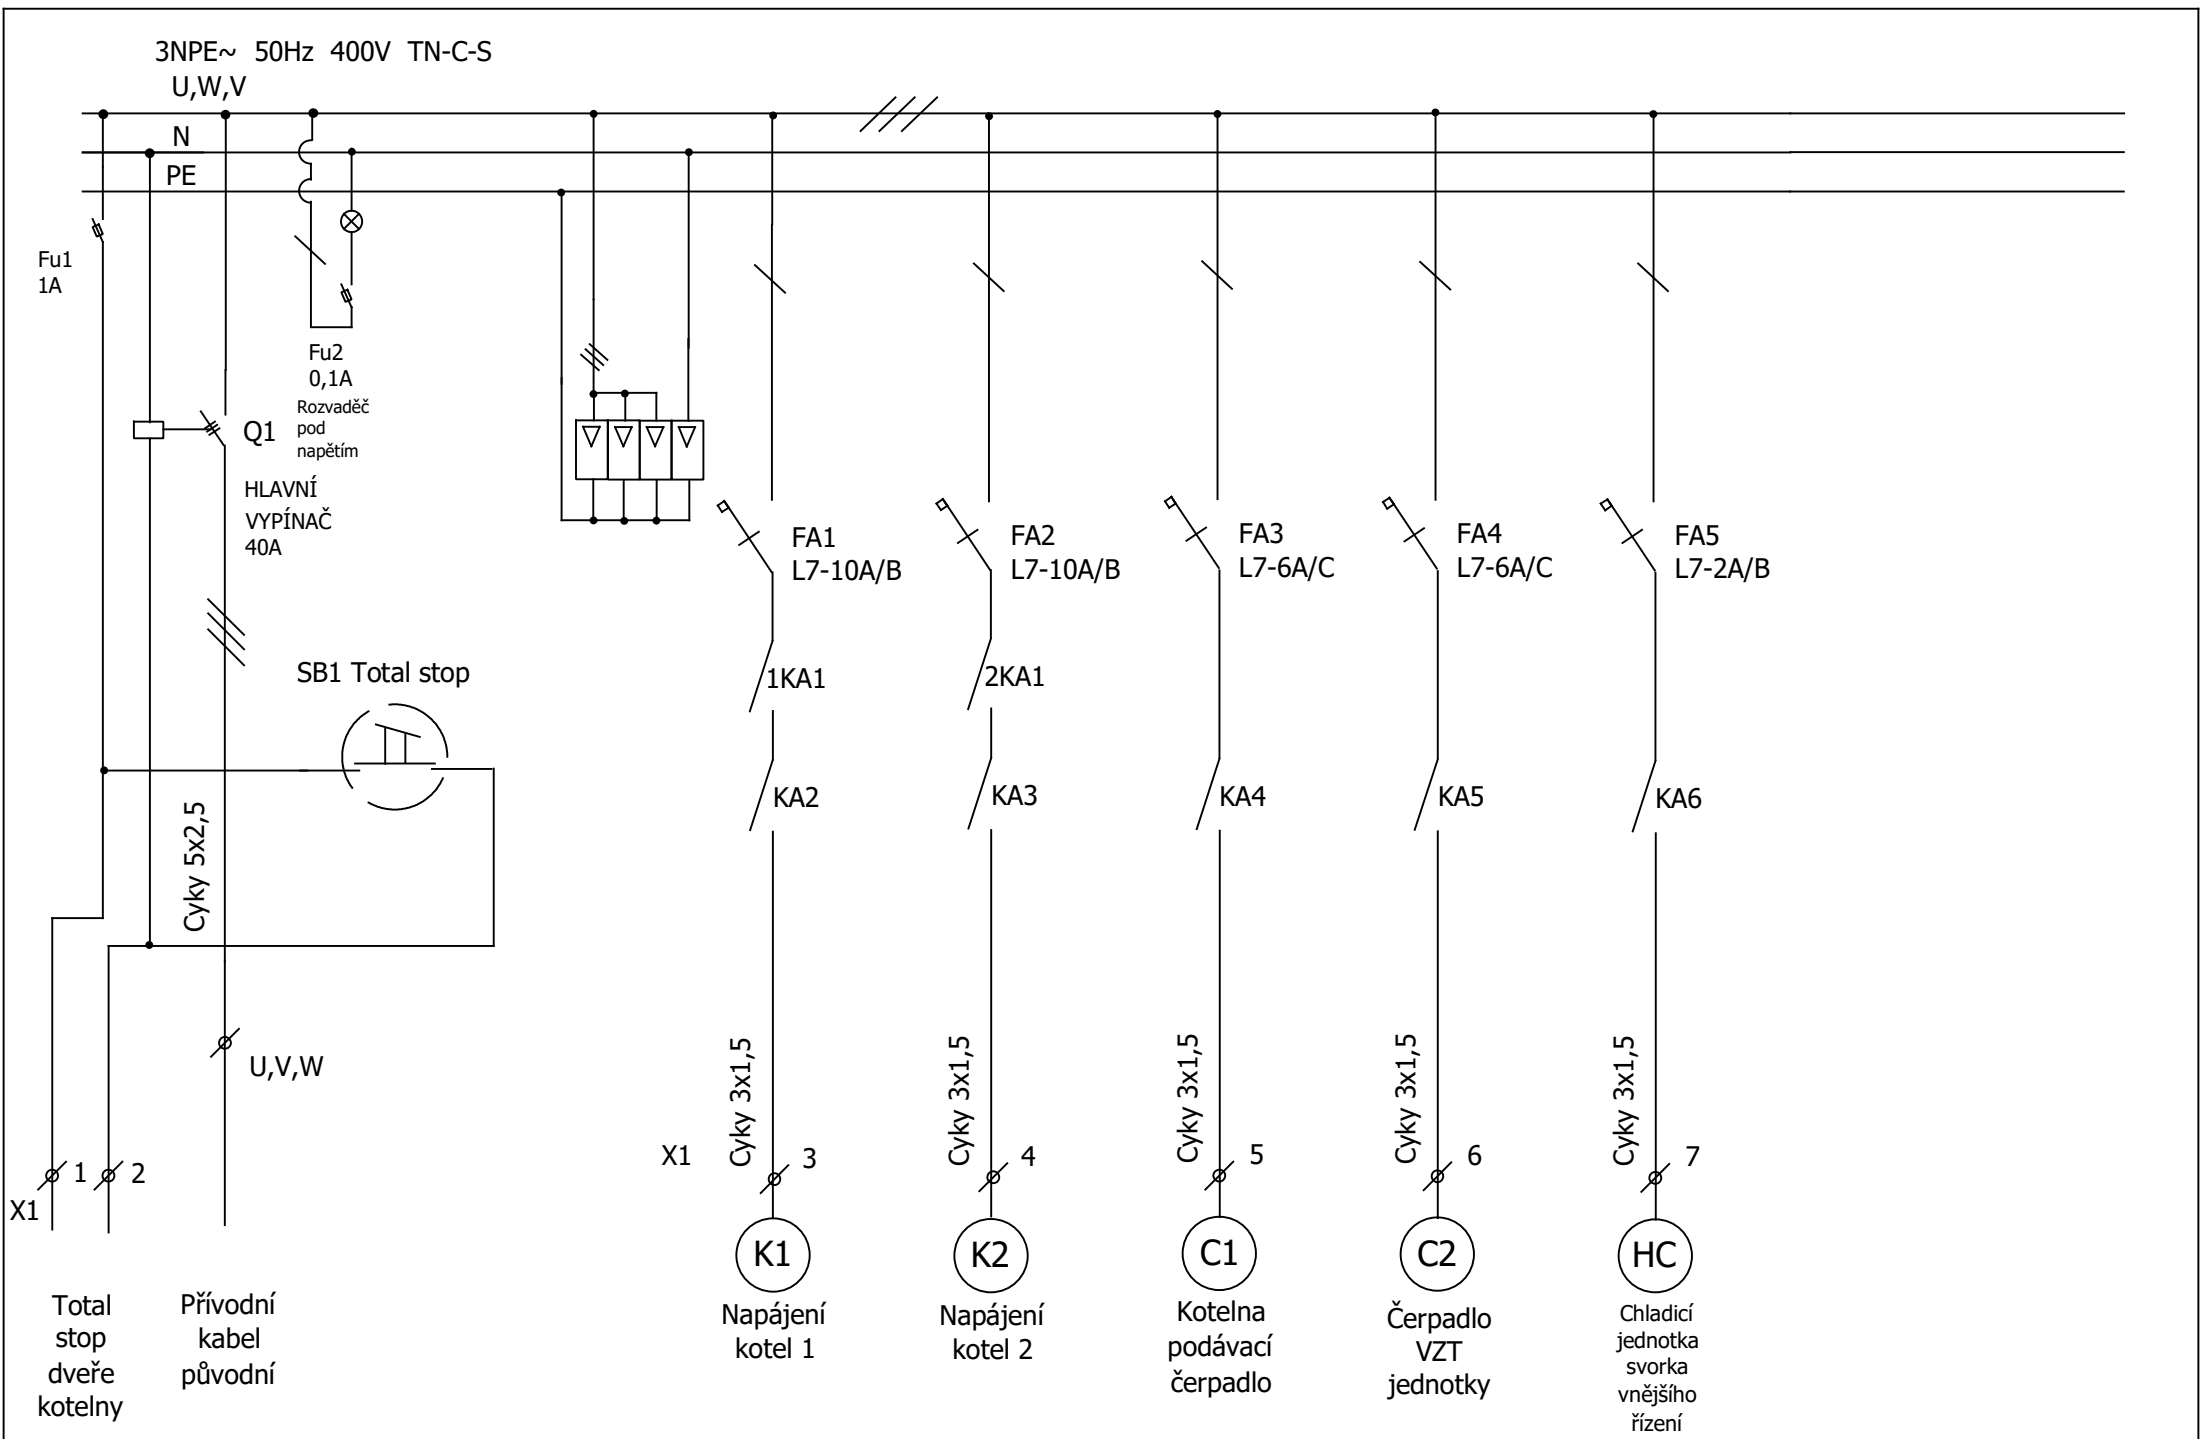 3NPE~ 50Hz 400V TN-C-S
U,W,V
N
PE
Fu1
1A
Fu2
0,1A
Rozvaděč
pod
napětím
Q1
HLAVNÍ
VYPÍNAČ
40A
SB1 Total stop
Cyky 5x2,5
U,V,W
X1
1
2
Total
stop
dveře
kotelny
Přívodní
kabel
původní
FA1
L7-10A/B
1KA1
KA2
Cyky 3x1,5
X1
3
K1
Napájení
kotel 1
FA2
L7-10A/B
2KA1
KA3
Cyky 3x1,5
4
K2
Napájení
kotel 2
FA3
L7-6A/C
KA4
Cyky 3x1,5
5
C1
Kotelna
podávací
čerpadlo
FA4
L7-6A/C
KA5
Cyky 3x1,5
6
C2
Čerpadlo
VZT
jednotky
FA5
L7-2A/B
KA6
Cyky 3x1,5
7
HC
Chladicí
jednotka
svorka
vnějšího
řízení